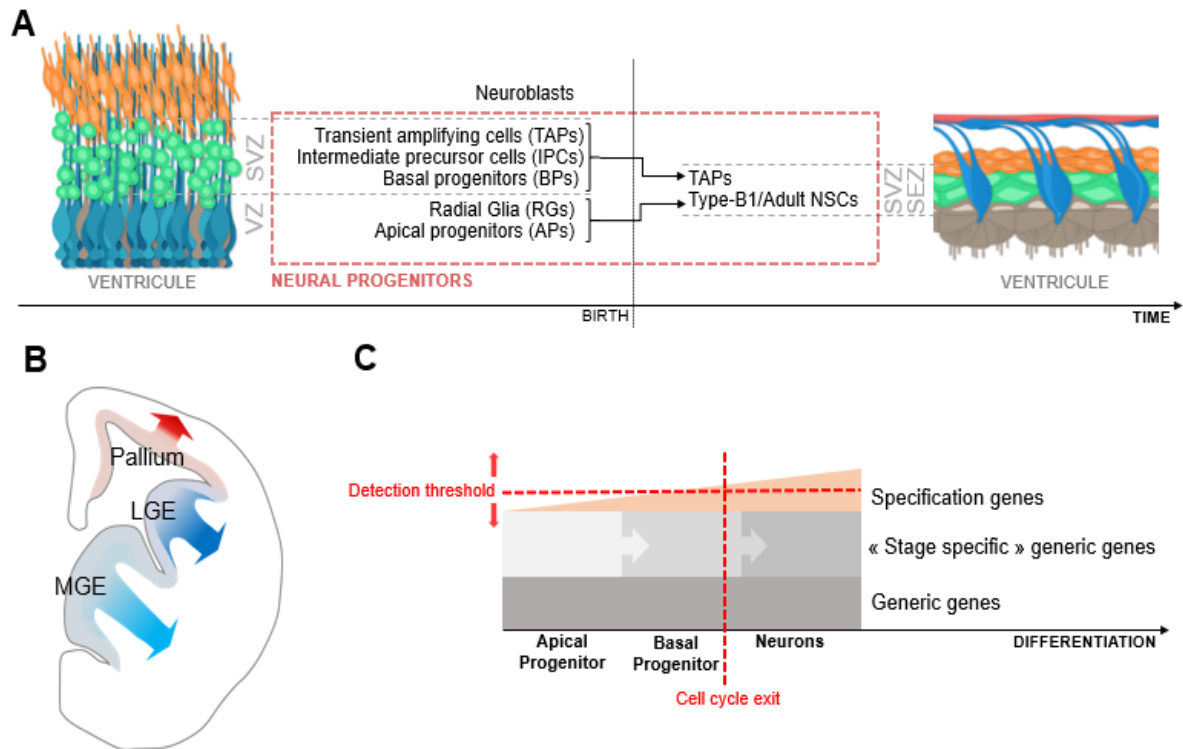 A
Neuroblasts
Transient amplifying cells (TAPs)
Intermediate precursor cells (IPCs)
Basal progenitors (BPs)
Radial Glia (RGs)
Apical progenitors (APs)
SVZ
VZ
TAPs
Type-B1/Adult NSCs
SVZ
SEZ
VENTRICULE
NEURAL PROGENITORS
VENTRICULE
BIRTH
TIME
B
Pallium
LGE
MGE
C
Detection threshold
Specification genes
« Stage specific » generic genes
Generic genes
Apical
Progenitor
Basal
Progenitor
Neurons
DIFFERENTIATION
Cell cycle exit